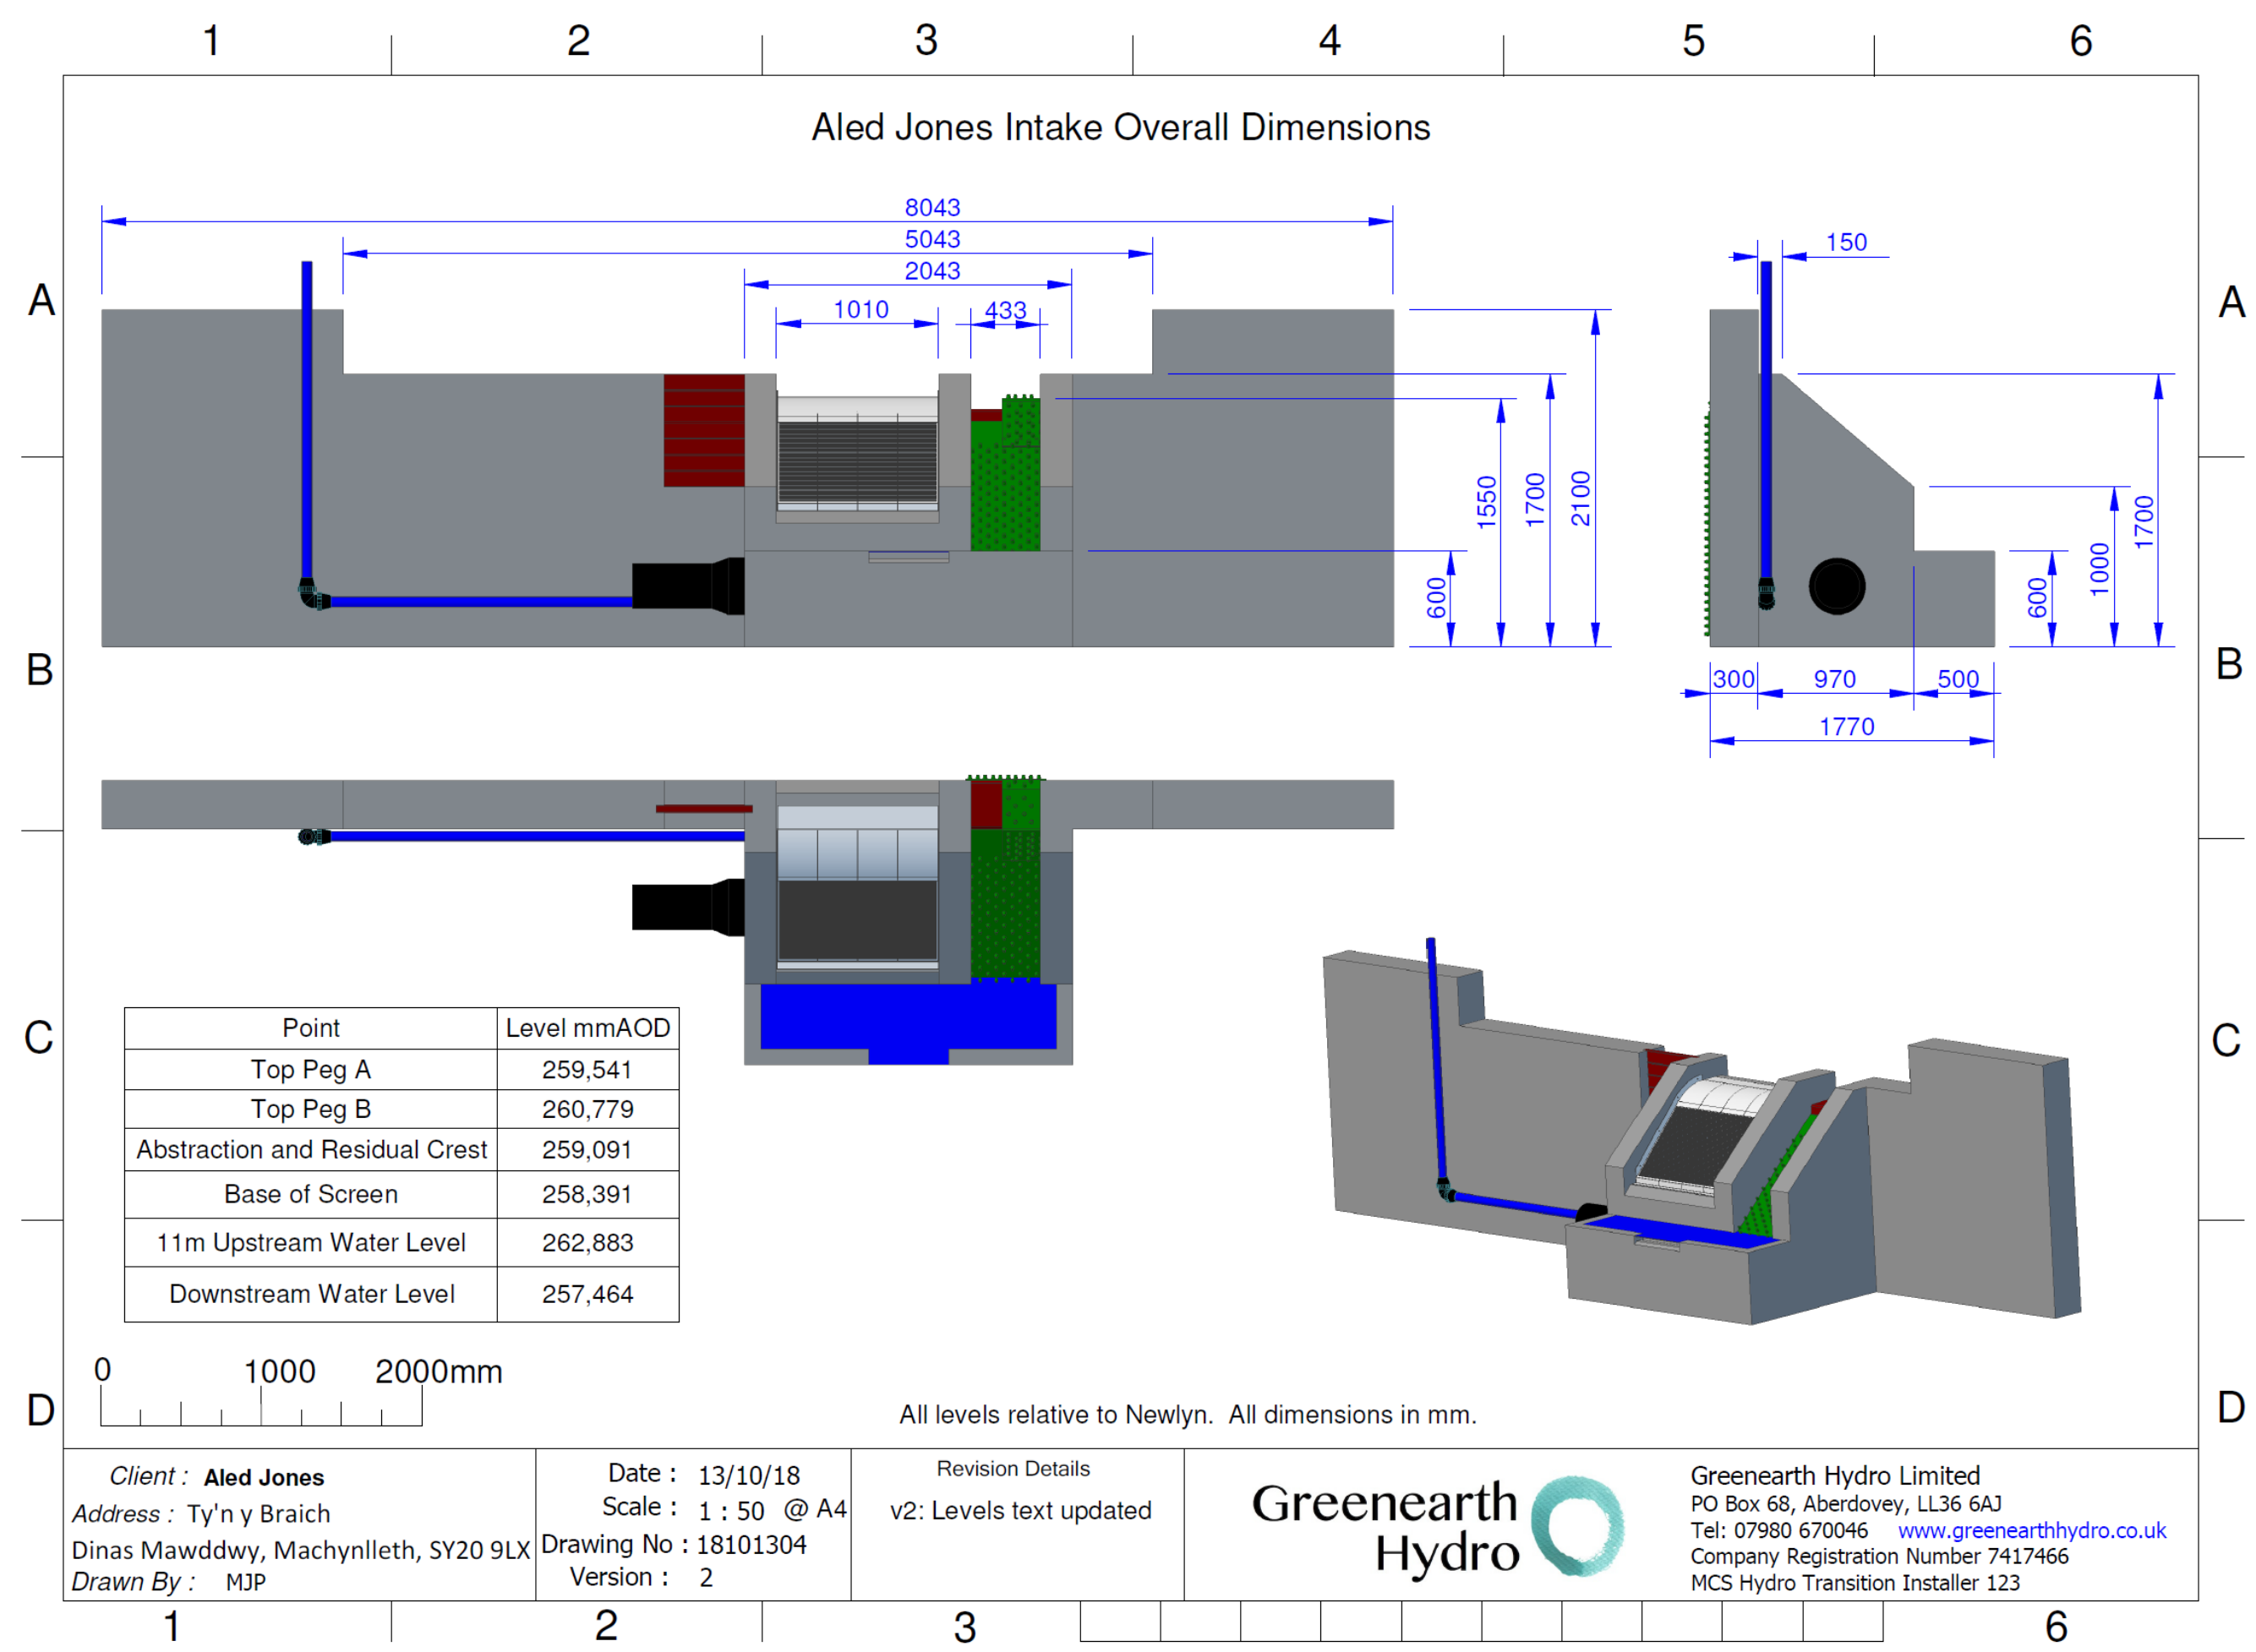 1 2 3 4 5 6
Aled Jones Intake Overall Dimensions
8043
5043
2043
1010
433
150
A
A
1550
1700
2100
600
600
1000
1700
B
B
300
970
500
1770
C
C
Point Level mmAOD
Top Peg A 259,541
Top Peg B 260,779
Abstraction and Residual Crest 259,091
Base of Screen 258,391
11m Upstream Water Level 262,883
Downstream Water Level 257,464
0 1000 2000mm
D
D
All levels relative to Newlyn. All dimensions in mm.
Client : Aled Jones
Address : Ty'n y Braich
Dinas Mawddwy, Machynlleth, SY20 9LX
Drawn By : MJP
Date : 13/10/18
Scale : 1 : 50 @ A4
Drawing No : 18101304
Version : 2
Revision Details
v2: Levels text updated
Greenearth
Hydro
Greenearth Hydro Limited
PO Box 68, Aberdovey, LL36 6AJ
Tel: 07980 670046 www.greenearthhydro.co.uk
Company Registration Number 7417466
MCS Hydro Transition Installer 123
1 2 3 6